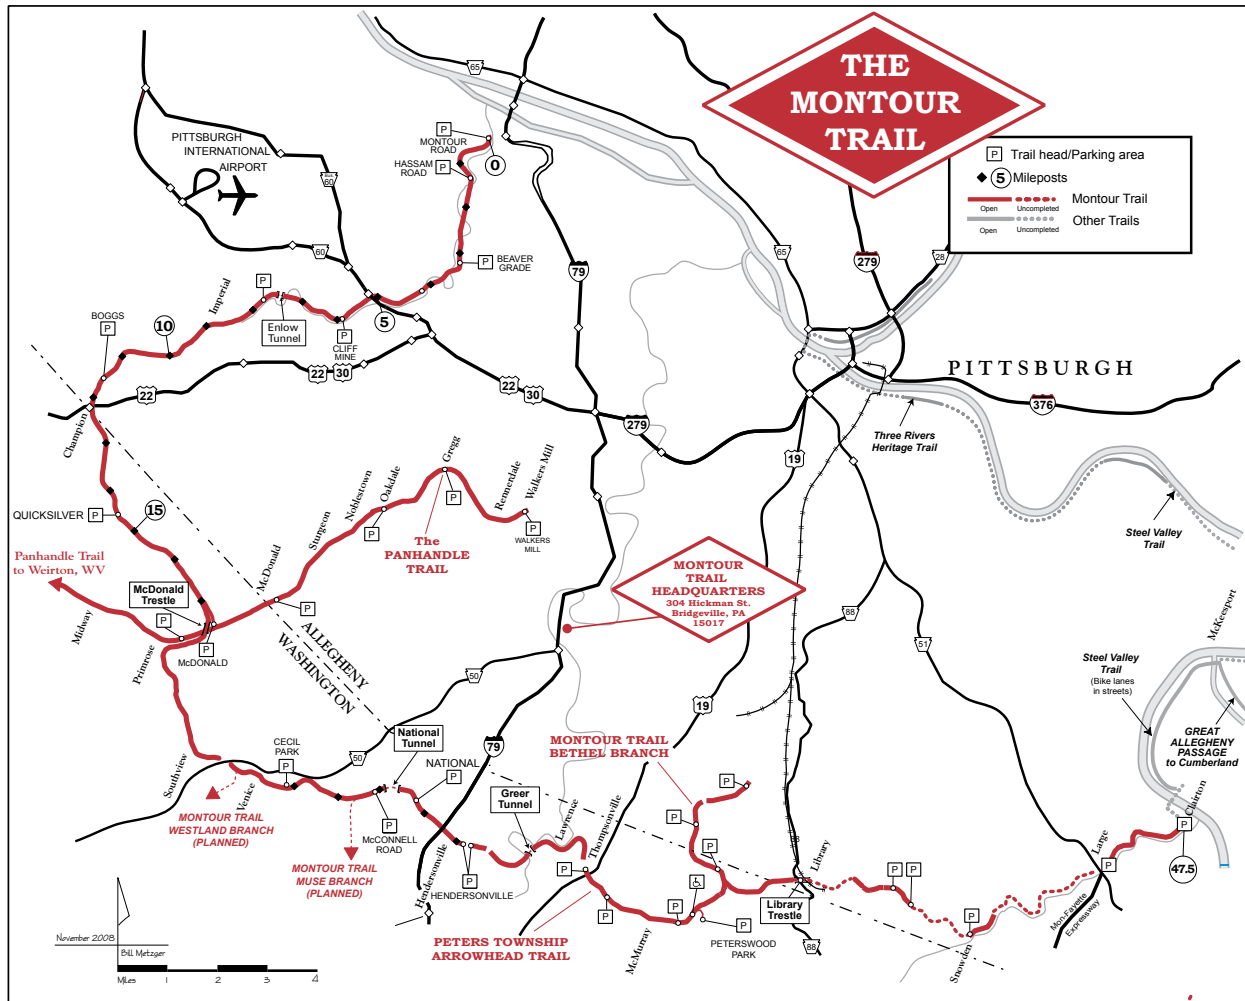 THE
MONTOUR
TRAIL
P Trail head/Parking area
5 Mileposts
Montour Trail
Open Uncompleted
Other Trails
Open Uncompleted
65
PITTSBURGH
INTERNATIONAL
AIRPORT
Bus.
60
60
P
MONTOUR
ROAD
0
HASSAM
ROAD
P
P
BEAVER
GRADE
79
65
279
28
Imperial
P
Enlow
Tunnel
P
CLIFF
MINE
5
BOGGS
P
10
22
22
30
22
30
279
PITTSBURGH
376
Three Rivers
Heritage Trail
19
Steel Valley
Trail
Champion
QUICKSILVER P
15
Panhandle Trail
to Weirton, WV
McDonald
Trestle
P
P
McDONALD
Midway
Primrose
McDonald
P
Sturgeon
Noblestown
Oakdale
P
Gregg
P
Rennerdale
Walkers Mill
P
WALKERS
MILL
The
PANHANDLE
TRAIL
ALLEGHENY
WASHINGTON
MONTOUR
TRAIL
HEADQUARTERS
304 Hickman St.
Bridgeville, PA
15017
88
51
50
50
19
79
McKeesport
Steel Valley
Trail
(Bike lanes
in streets)
GREAT
ALLEGHENY
PASSAGE
to Cumberland
Southview
Venice
CECIL
PARK
P
National
Tunnel
NATIONAL
P
P
McCONNELL
ROAD
MONTOUR TRAIL
WESTLAND BRANCH
(PLANNED)
MONTOUR TRAIL
MUSE BRANCH
(PLANNED)
Hendersonville
P
HENDERSONVILLE
Greer
Tunnel
Lawrence
Thompsonville
P
P
MONTOUR TRAIL
BETHEL BRANCH
P
P
P
PETERS TOWNSHIP
ARROWHEAD TRAIL
McMurray
P
P
PETERSWOOD
PARK
Library
Library
Trestle
88
P
P
P
Snowden
Mon-Fayette
Expressway
Large
P
Clairton
P
47.5
November 2008
Bill Metzger
Miles 1 2 3 4